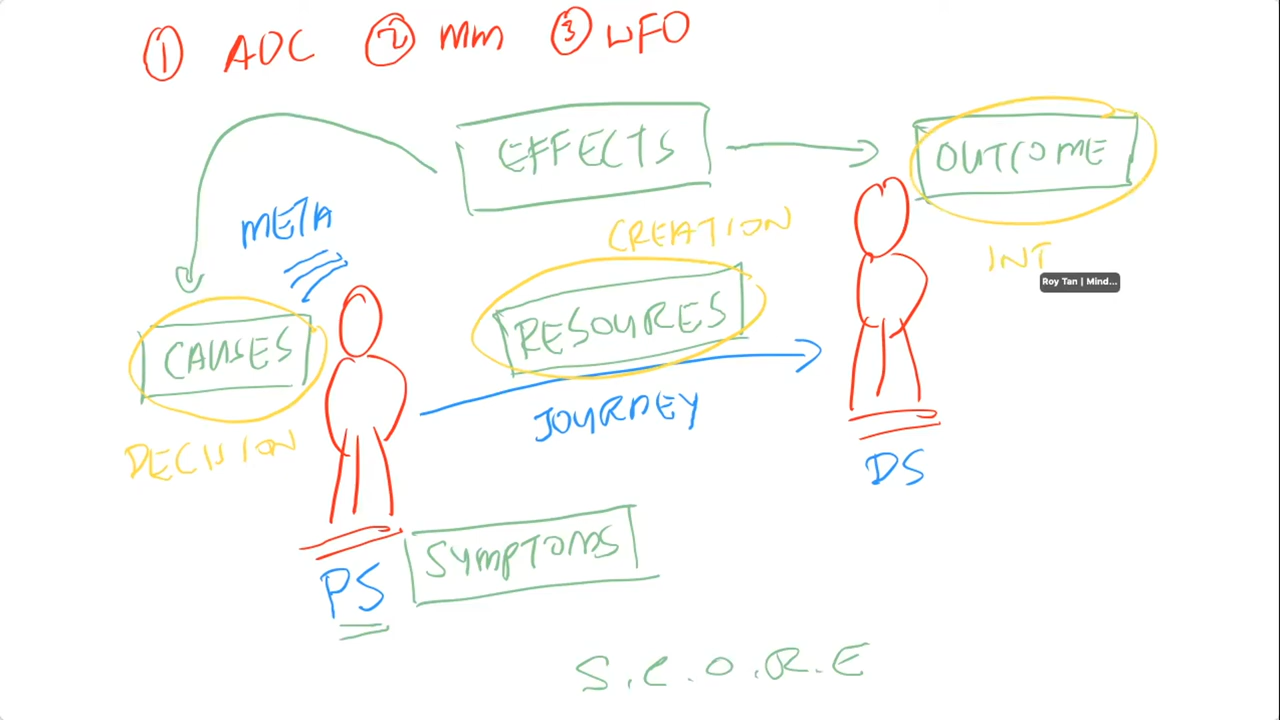 ① ADC ② MM ③ WFO
EFFECTS
OUTCOME
META
CREATION
INT
Roy Tan | Mind...
CAUSES
RESOURES
JOURNEY
DECISION
DS
SYMPTOMS
PS
S.C.O.R.E